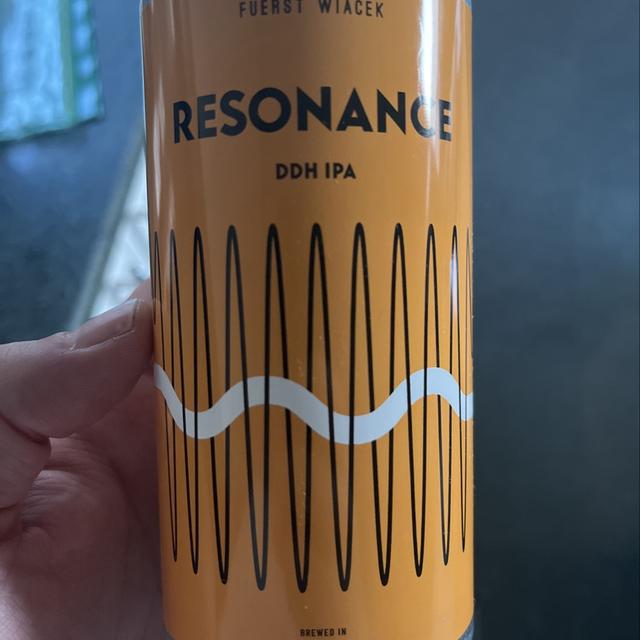 FUERST WIACEK
RESONANCE
DDH IPA
BREWED IN